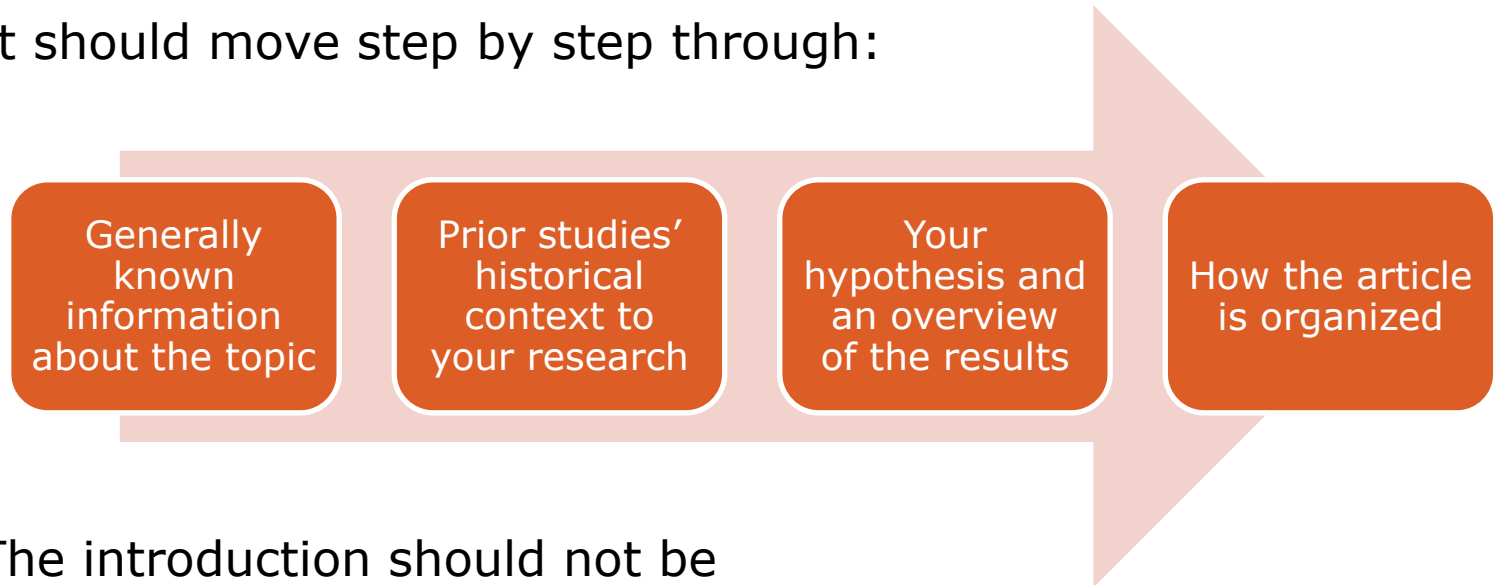 t should move step by step through:
Generally
known
information
about the topic
Prior studies’
historical
context to
your research
Your
hypothesis and
an overview
of the results
How the article
is organized
The introduction should not be